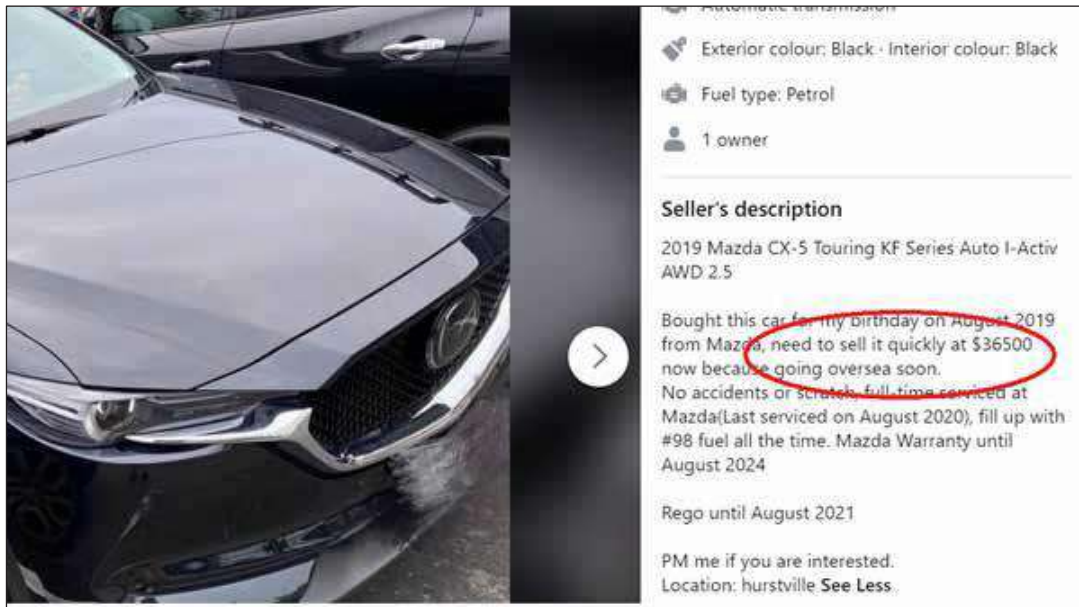 Automatic transmission
Exterior colour: Black · Interior colour: Black
Fuel type: Petrol
1 owner
Seller's description
2019 Mazda CX-5 Touring KF Series Auto I-Activ
AWD 2.5
Bought this car for my birthday on August 2019
from Mazda, need to sell it quickly at $36500
now because going oversea soon.
No accidents or scratch, full-time serviced at
Mazda(Last serviced on August 2020), fill up with
#98 fuel all the time. Mazda Warranty until
August 2024
Rego until August 2021
PM me if you are interested.
Location: hurstville See Less